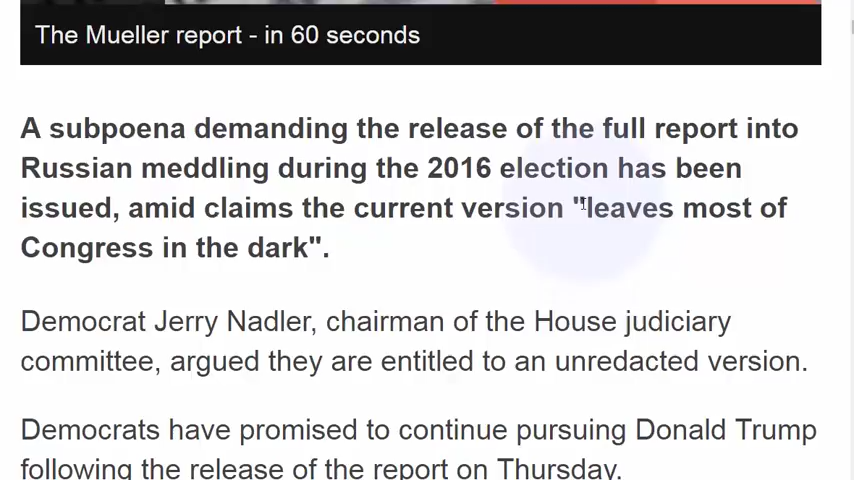 The Mueller report - in 60 seconds
A subpoena demanding the release of the full report into
Russian meddling during the 2016 election has been
issued, amid claims the current version "leaves most of
Congress in the dark".
Democrat Jerry Nadler, chairman of the House judiciary
committee, argued they are entitled to an unredacted version.
Democrats have promised to continue pursuing Donald Trump
following the release of the report on Thursday.